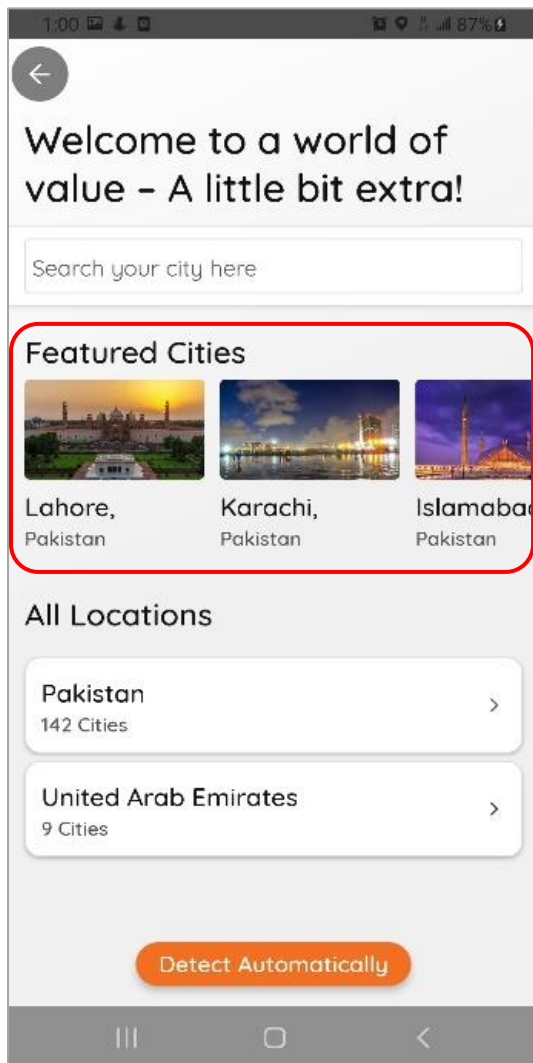 1:00 87%
Welcome to a world of
value – A little bit extra!
Search your city here
Featured Cities
Lahore, Karachi, Islamabad
Pakistan Pakistan Pakistan
All Locations
Pakistan
142 Cities
United Arab Emirates
9 Cities
Detect Automatically